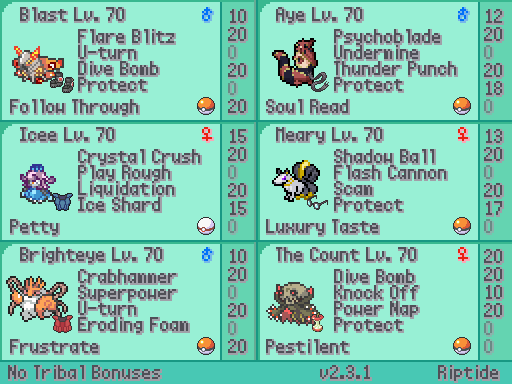 Blast Lv. 70 ♂ 10
Flare Blitz 20
U-turn 0
Dive Bomb 20
Protect 0
Follow Through 20
Aye Lv. 70 ♂ 12
Psychoblade 20
Undermine 0
Thunder Punch 20
Protect 18
Soul Read 0
Icee Lv. 70 ♀ 15
Crystal Crush 20
Play Rough 0
Liquidation 20
Ice Shard 15
Petty 0
Meary Lv. 70 ♀ 13
Shadow Ball 20
Flash Cannon 0
Scam 20
Protect 17
Luxury Taste 0
Brighteye Lv. 70 ♂ 10
Crabhammer 20
Superpower 0
U-turn 20
Eroding Foam 0
Frustrate 20
The Count Lv. 70 ♀ 20
Dive Bomb 20
Knock Off 10
Power Nap 20
Protect 0
Pestilent 0
No Tribal Bonuses v2.3.1 Riptide